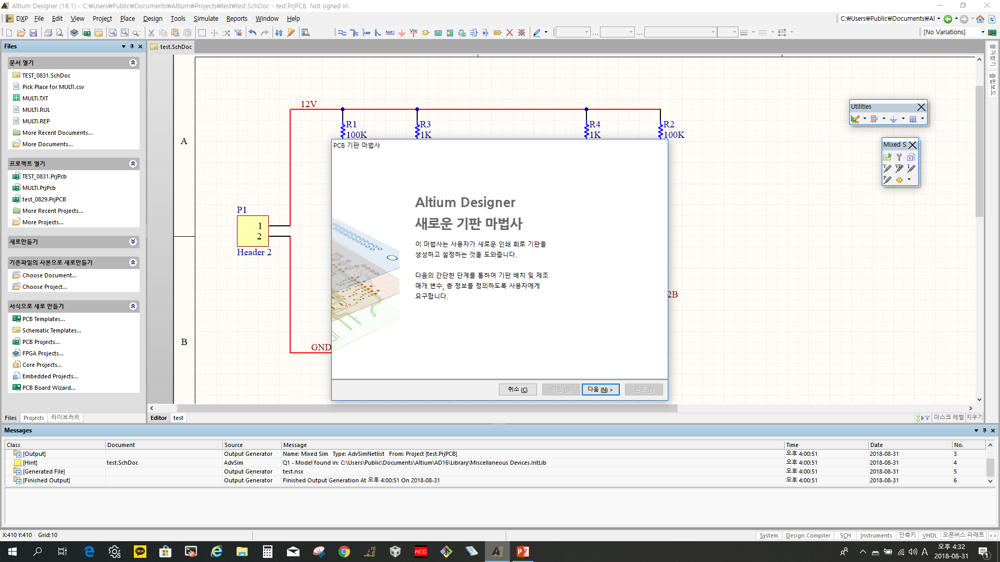 Altium Designer (16.1) - C:₩Users₩Public₩Documents₩Altium₩Projects₩test₩test.SchDoc - test.PrjPCB. Not signed in.
DXP File Edit View Project Place Design Tools Simulate Reports Window Help
C:₩Users₩Public₩Documents₩Al
Net Vcc D1
... ...
[No Variations]
Files
test.SchDoc
문서 열기
TEST_0831.SchDoc
Pick Place for MULTI.csv
MULTI.TXT
MULTI.RUL
MULTI.REP
More Recent Documents...
More Documents...
프로젝트 열기
TEST_0831.PrjPcb
MULTI.PrjPcb
test_0829.PrjPCB
More Recent Projects...
More Projects...
새로만들기
기존파일의 사본으로 새로만들기
Choose Document...
Choose Project...
서식으로 새로 만들기
PCB Templates...
Schematic Templates...
PCB Projects...
FPGA Projects...
Core Projects...
Embedded Projects...
PCB Board Wizard...
Files Projects 라이브러리
A
B
12V
R1
100K
R3
1K
R4
1K
R2
100K
P1
1
2
Header 2
GND
2B
PCB 기판 마법사
Altium Designer
새로운 기판 마법사
이 마법사는 사용자가 새로운 인쇄 회로 기판을
생성하고 설정하는 것을 도와줍니다.
다음의 간단한 단계를 통하여 기판 배치 및 제조
매개 변수, 층 정보를 정의하도록 사용자에게
요구합니다.
취소 (C) 이전 (B) 다음 (N) > 완료 (F)
Utilities
Mixed S
V VD I
P
즐겨찾기
클립보드
Editor test
마스크 레벨 지우기
Messages
Class Document Source Message Time Date No.
[Output] Output Generator Name: Mixed Sim Type: AdvSimNetlist From: Project [test.PrjPCB] 오후 4:00:51 2018-08-31 3
[Hint] test.SchDoc AdvSim Q1 - Model found in: C:\Users\Public\Documents\Altium\AD16\Library\Miscellaneous Devices.IntLib 오후 4:00:51 2018-08-31 4
[Generated File] Output Generator test.nsx 오후 4:00:51 2018-08-31 5
[Finished Output] Output Generator Finished Output Generation At 오후 4:00:51 On 2018-08-31 오후 4:00:51 2018-08-31 6
X:410 Y:410 Grid:10
System Design Compiler SCH Instruments 단축키 VHDL 오픈버스 파레트 >>
TALK
HCG
16
A
오후 4:32
2018-08-31
1